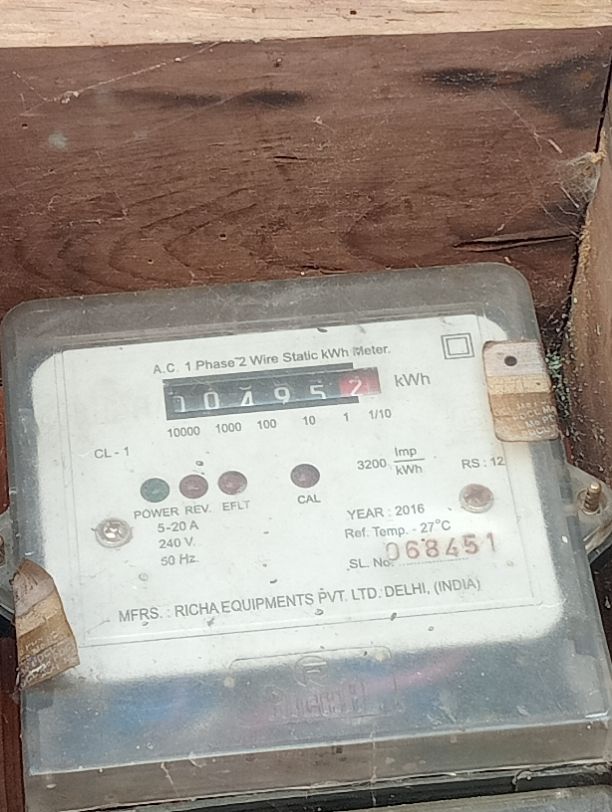 A.C. 1 Phase 2 Wire Static kWh Meter.
10495 2 kWh
10000 1000 100 10 1 1/10
CL - 1
3200 Imp/kWh RS : 12
POWER REV. EFLT CAL
5-20 A
240 V.
50 Hz.
YEAR : 2016
Ref. Temp. - 27°C
SL. No. 068451
MFRS. : RICHA EQUIPMENTS PVT. LTD. DELHI, (INDIA)